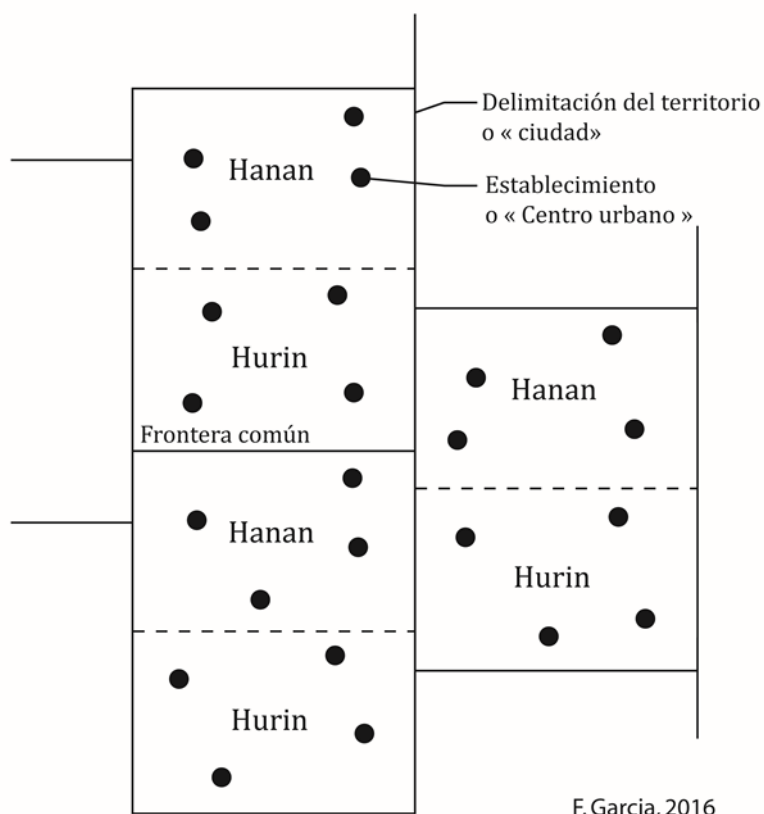 Delimitación del territorio
o « ciudad»
Hanan
Establecimiento
o « Centro urbano »
Hurin
Frontera común
Hanan
Hanan
Hurin
Hurin
F. Garcia, 2016